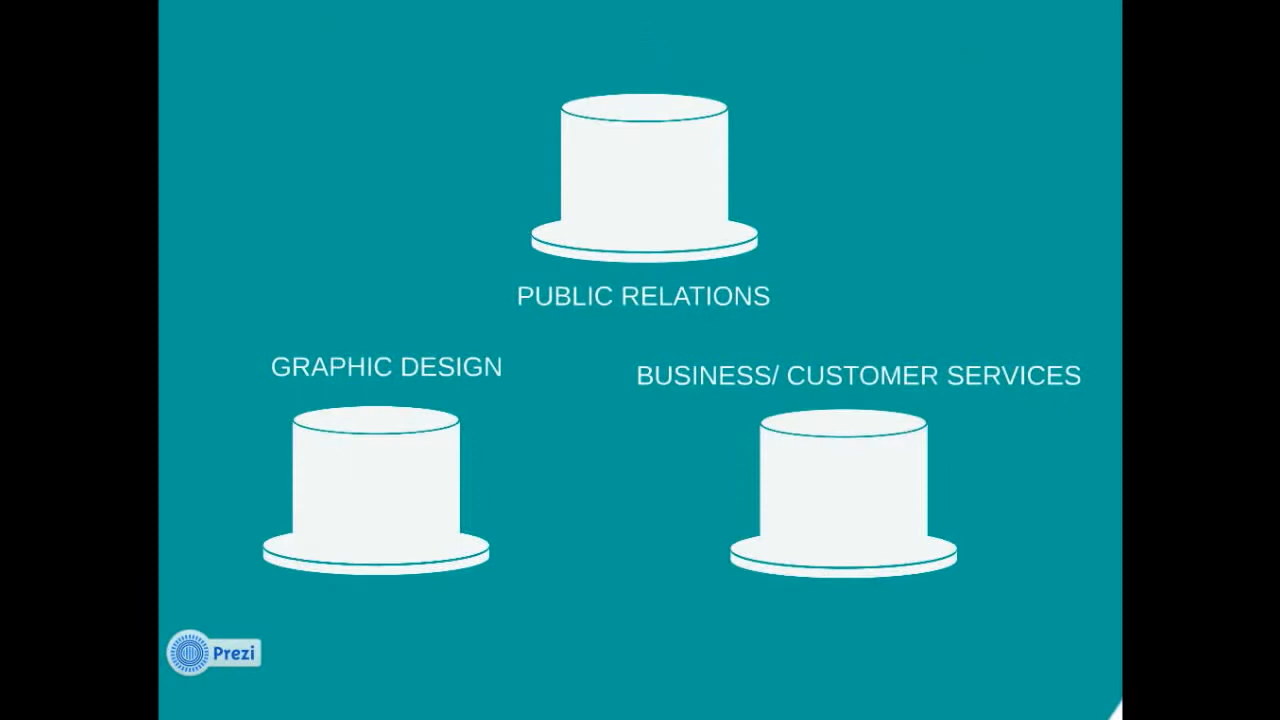 PUBLIC RELATIONS
GRAPHIC DESIGN
BUSINESS/ CUSTOMER SERVICES
Prezi